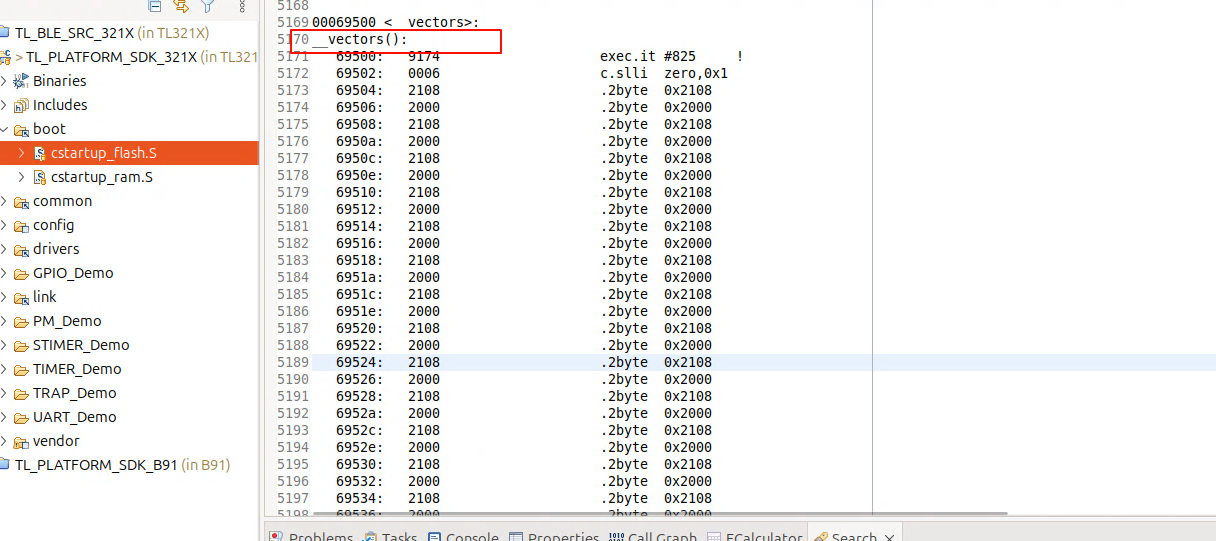 TL_BLE_SRC_321X (in TL321X)
> TL_PLATFORM_SDK_321X (in TL321
Binaries
Includes
boot
cstartup_flash.S
cstartup_ram.S
common
config
drivers
GPIO_Demo
link
PM_Demo
STIMER_Demo
TIMER_Demo
TRAP_Demo
UART_Demo
vendor
TL_PLATFORM_SDK_B91 (in B91)
5168
5169 00069500 <__vectors>:
5170 __vectors():
5171 69500: 9174 exec.it #825 !
5172 69502: 0006 c.slli zero,0x1
5173 69504: 2108 .2byte 0x2108
5174 69506: 2000 .2byte 0x2000
5175 69508: 2108 .2byte 0x2108
5176 6950a: 2000 .2byte 0x2000
5177 6950c: 2108 .2byte 0x2108
5178 6950e: 2000 .2byte 0x2000
5179 69510: 2108 .2byte 0x2108
5180 69512: 2000 .2byte 0x2000
5181 69514: 2108 .2byte 0x2108
5182 69516: 2000 .2byte 0x2000
5183 69518: 2108 .2byte 0x2108
5184 6951a: 2000 .2byte 0x2000
5185 6951c: 2108 .2byte 0x2108
5186 6951e: 2000 .2byte 0x2000
5187 69520: 2108 .2byte 0x2108
5188 69522: 2000 .2byte 0x2000
5189 69524: 2108 .2byte 0x2108
5190 69526: 2000 .2byte 0x2000
5191 69528: 2108 .2byte 0x2108
5192 6952a: 2000 .2byte 0x2000
5193 6952c: 2108 .2byte 0x2108
5194 6952e: 2000 .2byte 0x2000
5195 69530: 2108 .2byte 0x2108
5196 69532: 2000 .2byte 0x2000
5197 69534: 2108 .2byte 0x2108
5198 69536: 2000 .2byte 0x2000
Problems Tasks Console Properties Call Graph ECalculator Search